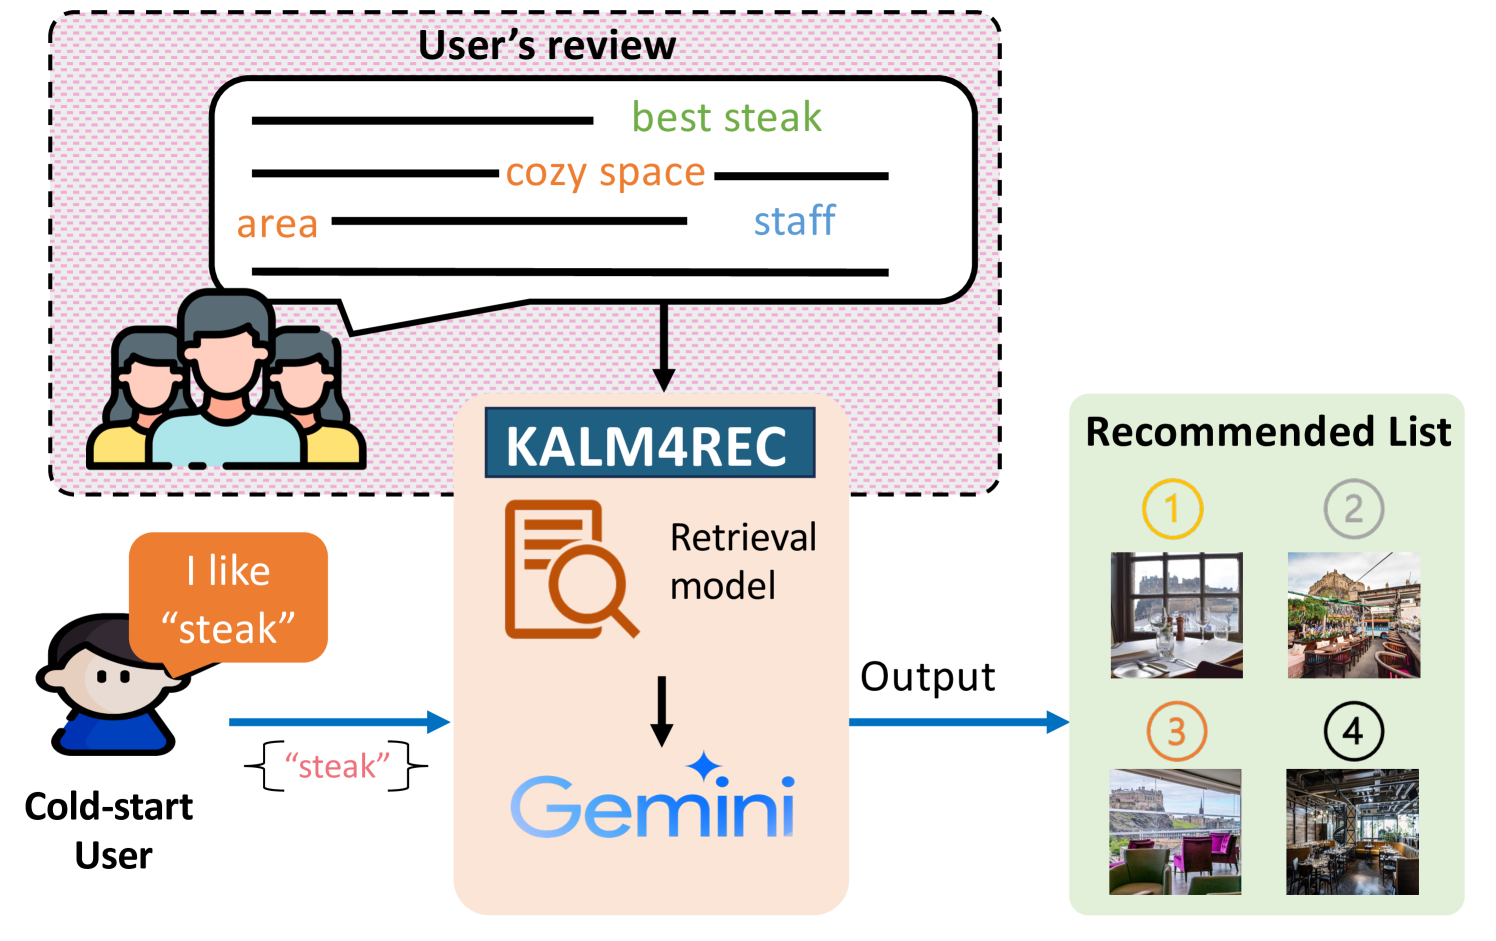 User’s review
best steak
cozy space
area
staff
KALM4REC
Retrieval
model
I like
“steak”
“steak”
Cold-start
User
Gemini
Output
Recommended List
1
2
3
4